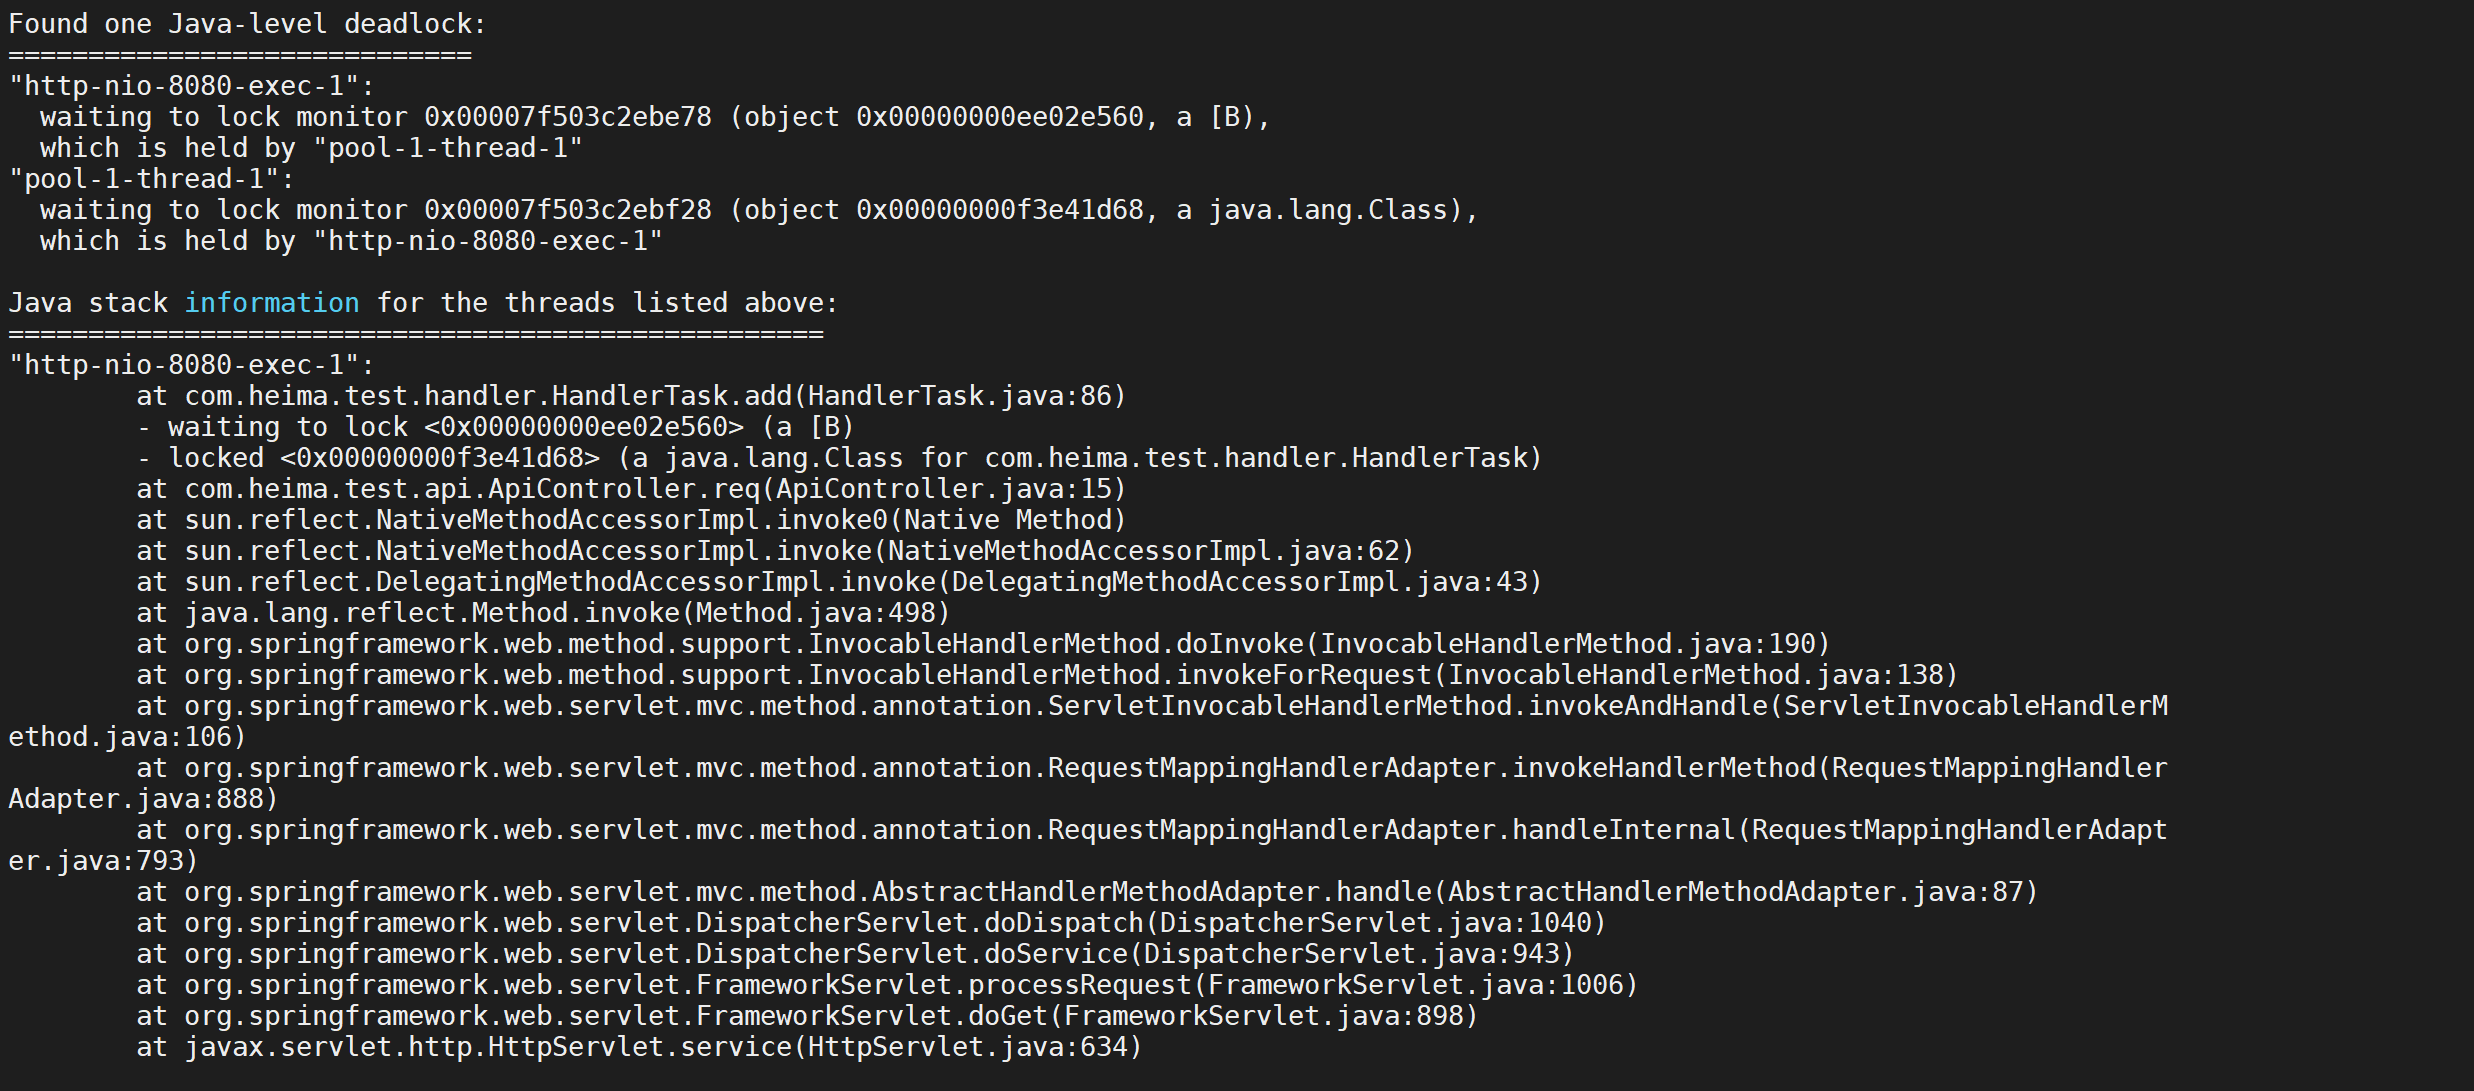 Found one Java-level deadlock:
=============================
"http-nio-8080-exec-1":
  waiting to lock monitor 0x00007f503c2ebe78 (object 0x00000000ee02e560, a [B),
  which is held by "pool-1-thread-1"
"pool-1-thread-1":
  waiting to lock monitor 0x00007f503c2ebf28 (object 0x00000000f3e41d68, a java.lang.Class),
  which is held by "http-nio-8080-exec-1"

Java stack information for the threads listed above:
===================================================
"http-nio-8080-exec-1":
        at com.heima.test.handler.HandlerTask.add(HandlerTask.java:86)
        - waiting to lock <0x00000000ee02e560> (a [B)
        - locked <0x00000000f3e41d68> (a java.lang.Class for com.heima.test.handler.HandlerTask)
        at com.heima.test.api.ApiController.req(ApiController.java:15)
        at sun.reflect.NativeMethodAccessorImpl.invoke0(Native Method)
        at sun.reflect.NativeMethodAccessorImpl.invoke(NativeMethodAccessorImpl.java:62)
        at sun.reflect.DelegatingMethodAccessorImpl.invoke(DelegatingMethodAccessorImpl.java:43)
        at java.lang.reflect.Method.invoke(Method.java:498)
        at org.springframework.web.method.support.InvocableHandlerMethod.doInvoke(InvocableHandlerMethod.java:190)
        at org.springframework.web.method.support.InvocableHandlerMethod.invokeForRequest(InvocableHandlerMethod.java:138)
        at org.springframework.web.servlet.mvc.method.annotation.ServletInvocableHandlerMethod.invokeAndHandle(ServletInvocableHandlerM
ethod.java:106)
        at org.springframework.web.servlet.mvc.method.annotation.RequestMappingHandlerAdapter.invokeHandlerMethod(RequestMappingHandler
Adapter.java:888)
        at org.springframework.web.servlet.mvc.method.annotation.RequestMappingHandlerAdapter.handleInternal(RequestMappingHandlerAdapt
er.java:793)
        at org.springframework.web.servlet.mvc.method.AbstractHandlerMethodAdapter.handle(AbstractHandlerMethodAdapter.java:87)
        at org.springframework.web.servlet.DispatcherServlet.doDispatch(DispatcherServlet.java:1040)
        at org.springframework.web.servlet.DispatcherServlet.doService(DispatcherServlet.java:943)
        at org.springframework.web.servlet.FrameworkServlet.processRequest(FrameworkServlet.java:1006)
        at org.springframework.web.servlet.FrameworkServlet.doGet(FrameworkServlet.java:898)
        at javax.servlet.http.HttpServlet.service(HttpServlet.java:634)